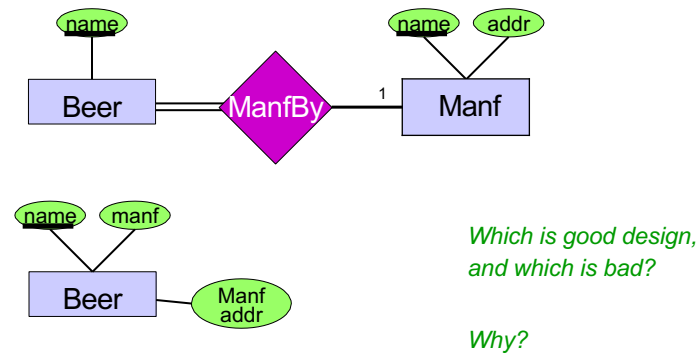 name
name
addr
Beer
ManfBy
1
Manf
name
manf
Beer
Manf
addr
Which is good design,
and which is bad?
Why?